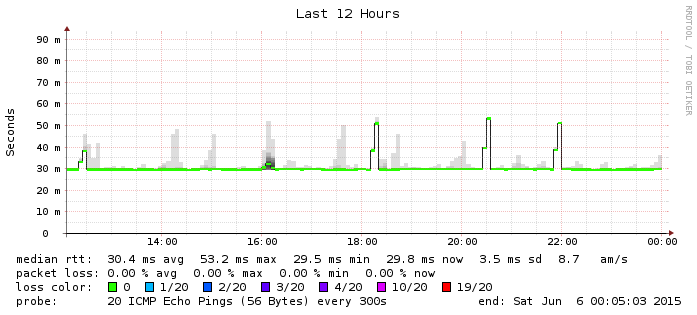 Last 12 Hours
RRDTOOL / TOBI OETIKER
Seconds
90 m
80 m
70 m
60 m
50 m
40 m
30 m
20 m
10 m
0
14:00 16:00 18:00 20:00 22:00 00:00
median rtt: 30.4 ms avg 53.2 ms max 29.5 ms min 29.8 ms now 3.5 ms sd 8.7 am/s
packet loss: 0.00 % avg 0.00 % max 0.00 % min 0.00 % now
loss color: 0 1/20 2/20 3/20 4/20 10/20 19/20
probe: 20 ICMP Echo Pings (56 Bytes) every 300s end: Sat Jun 6 00:05:03 2015